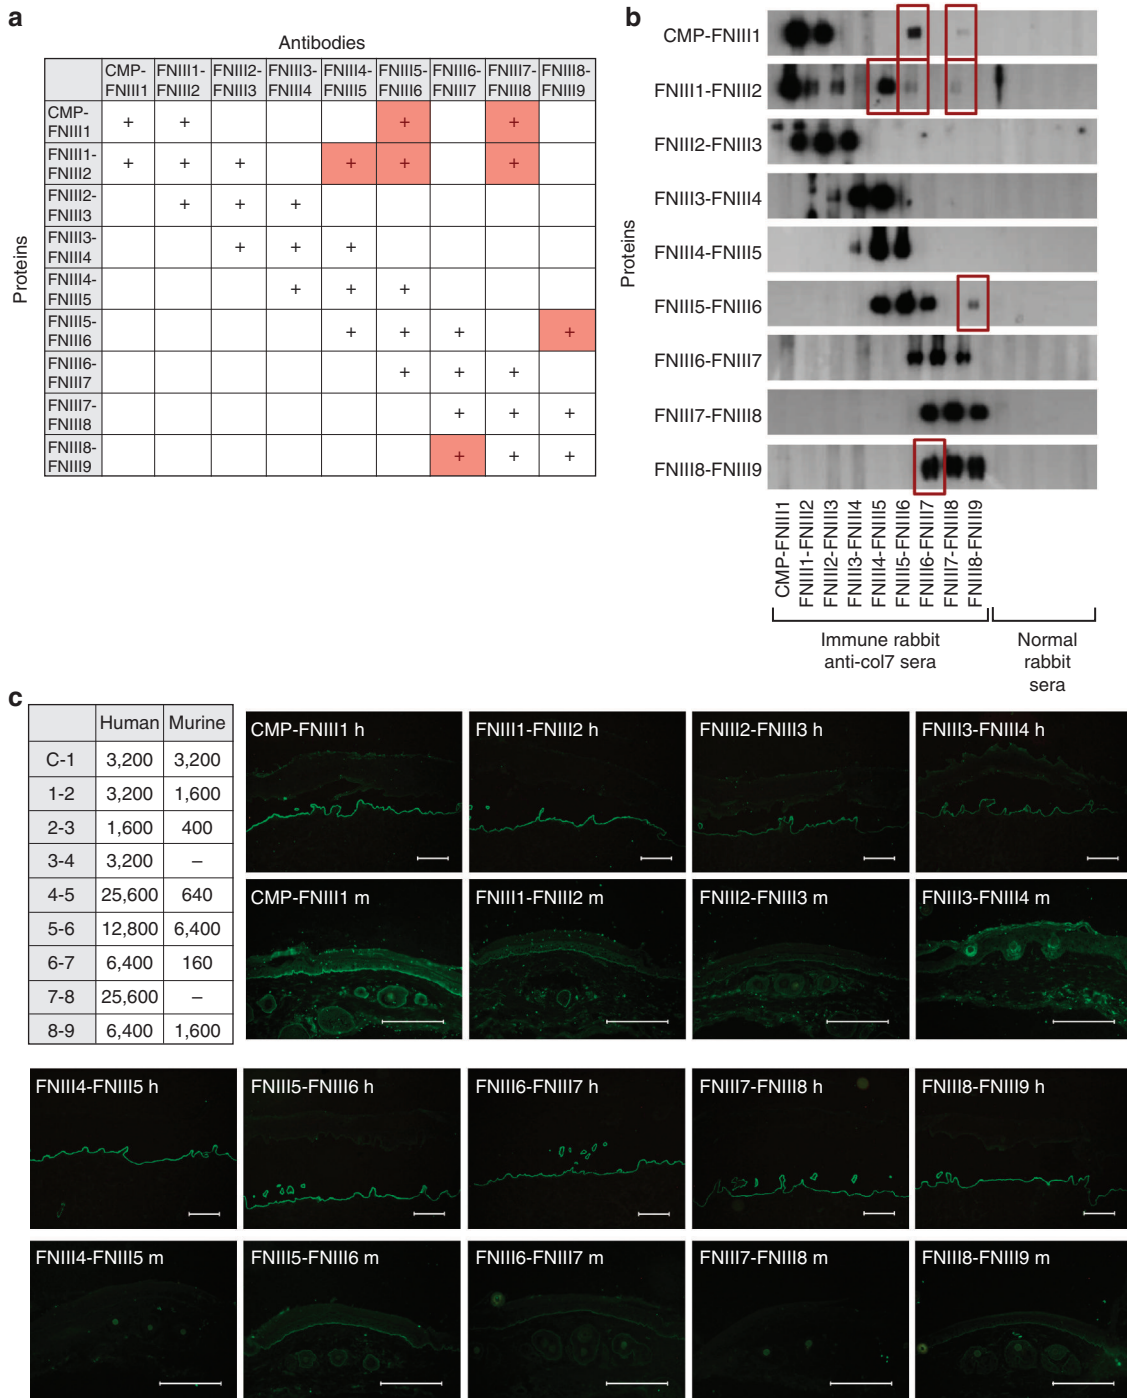 a
Antibodies
CMP-FNIII1 FNIII1-FNIII2 FNIII2-FNIII3 FNIII3-FNIII4 FNIII4-FNIII5 FNIII5-FNIII6 FNIII6-FNIII7 FNIII7-FNIII8 FNIII8-FNIII9
Proteins
CMP-FNIII1 + + + +
FNIII1-FNIII2 + + + + + +
FNIII2-FNIII3 + + +
FNIII3-FNIII4 + + +
FNIII4-FNIII5 + + +
FNIII5-FNIII6 + + + +
FNIII6-FNIII7 + + +
FNIII7-FNIII8 + + +
FNIII8-FNIII9 + + +
b
Proteins
CMP-FNIII1
FNIII1-FNIII2
FNIII2-FNIII3
FNIII3-FNIII4
FNIII4-FNIII5
FNIII5-FNIII6
FNIII6-FNIII7
FNIII7-FNIII8
FNIII8-FNIII9
CMP-FNIII1
FNIII1-FNIII2
FNIII2-FNIII3
FNIII3-FNIII4
FNIII4-FNIII5
FNIII5-FNIII6
FNIII6-FNIII7
FNIII7-FNIII8
FNIII8-FNIII9
Immune rabbit
anti-col7 sera
Normal
rabbit
sera
c
Human Murine
C-1 3,200 3,200
1-2 3,200 1,600
2-3 1,600 400
3-4 3,200 –
4-5 25,600 640
5-6 12,800 6,400
6-7 6,400 160
7-8 25,600 –
8-9 6,400 1,600
CMP-FNIII1 h
FNIII1-FNIII2 h
FNIII2-FNIII3 h
FNIII3-FNIII4 h
CMP-FNIII1 m
FNIII1-FNIII2 m
FNIII2-FNIII3 m
FNIII3-FNIII4 m
FNIII4-FNIII5 h
FNIII5-FNIII6 h
FNIII6-FNIII7 h
FNIII7-FNIII8 h
FNIII8-FNIII9 h
FNIII4-FNIII5 m
FNIII5-FNIII6 m
FNIII6-FNIII7 m
FNIII7-FNIII8 m
FNIII8-FNIII9 m